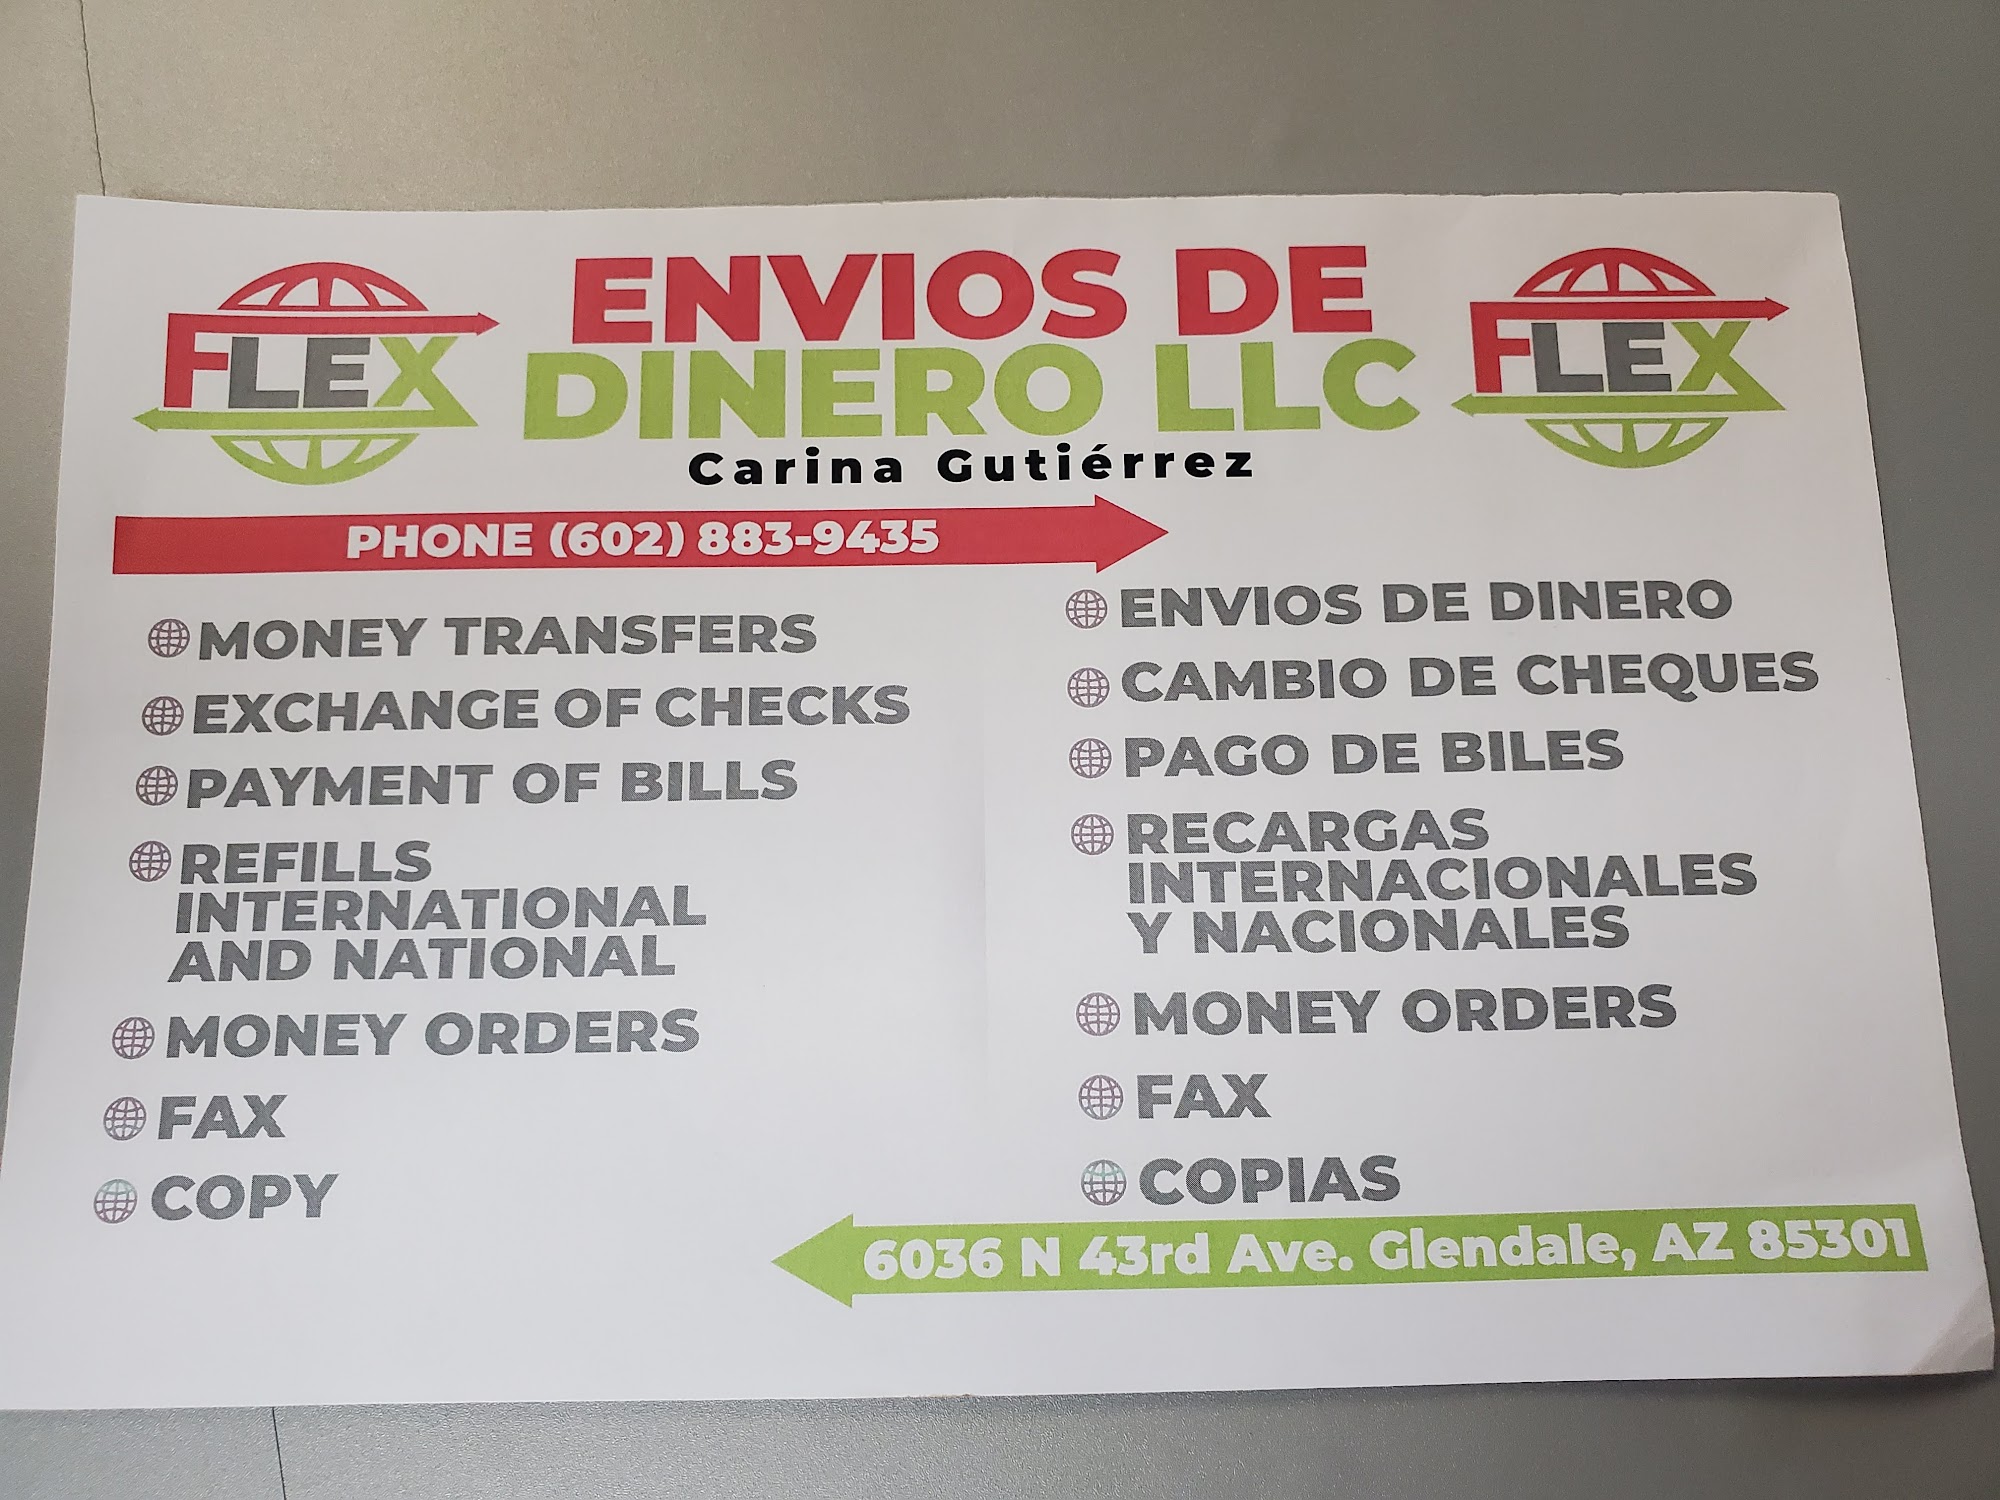 FLEX
ENVIOS DE
DINERO LLC
FLEX
Carina Gutiérrez
PHONE (602) 883-9435
MONEY TRANSFERS
EXCHANGE OF CHECKS
PAYMENT OF BILLS
REFILLS
INTERNATIONAL
AND NATIONAL
MONEY ORDERS
FAX
COPY
ENVIOS DE DINERO
CAMBIO DE CHEQUES
PAGO DE BILES
RECARGAS
INTERNACIONALES
Y NACIONALES
MONEY ORDERS
FAX
COPIAS
6036 N 43rd Ave. Glendale, AZ 85301